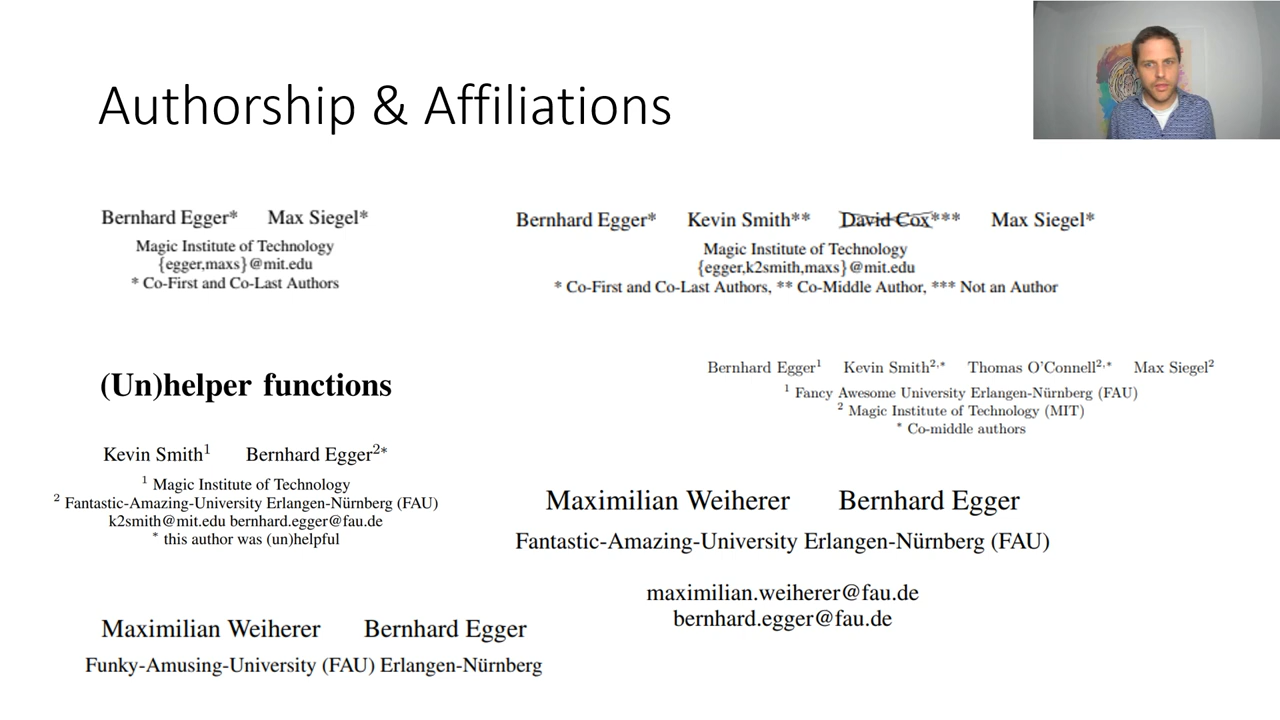 Authorship & Affiliations
Bernhard Egger* Max Siegel*
Magic Institute of Technology
{egger,maxs}@mit.edu
* Co-First and Co-Last Authors
Bernhard Egger* Kevin Smith** David Cox*** Max Siegel*
Magic Institute of Technology
{egger,k2smith,maxs}@mit.edu
* Co-First and Co-Last Authors, ** Co-Middle Author, *** Not an Author
(Un)helper functions
Kevin Smith¹ Bernhard Egger²*
¹ Magic Institute of Technology
² Fantastic-Amazing-University Erlangen-Nürnberg (FAU)
k2smith@mit.edu bernhard.egger@fau.de
* this author was (un)helpful
Bernhard Egger¹ Kevin Smith²,* Thomas O'Connell²,* Max Siegel²
¹ Fancy Awesome University Erlangen-Nürnberg (FAU)
² Magic Institute of Technology (MIT)
* Co-middle authors
Maximilian Weiherer Bernhard Egger
Fantastic-Amazing-University Erlangen-Nürnberg (FAU)
maximilian.weiherer@fau.de
bernhard.egger@fau.de
Maximilian Weiherer Bernhard Egger
Funky-Amusing-University (FAU) Erlangen-Nürnberg